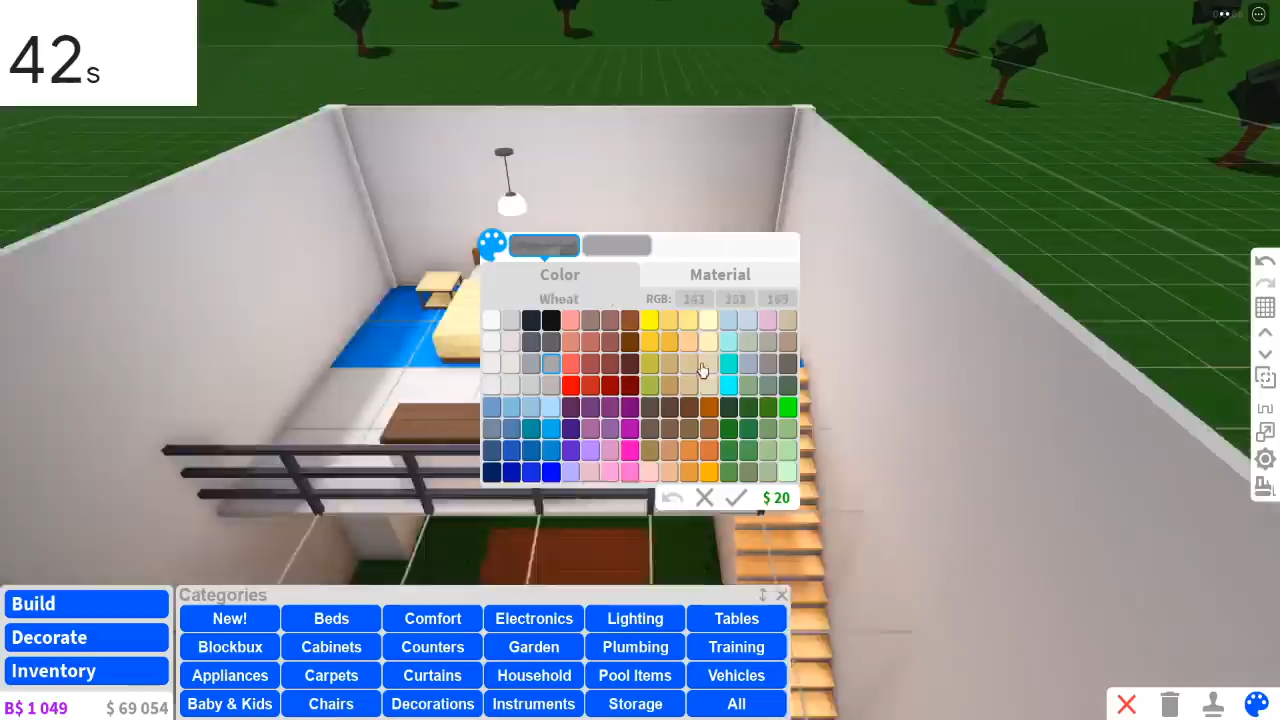 42s
Color
Material
Wheat
RGB:
Build
Decorate
Inventory
B$ 1 049
$ 69 054
Categories
New!
Beds
Comfort
Electronics
Lighting
Tables
Blockbux
Cabinets
Counters
Garden
Plumbing
Training
Appliances
Carpets
Curtains
Household
Pool Items
Vehicles
Baby & Kids
Chairs
Decorations
Instruments
Storage
All
$ 20